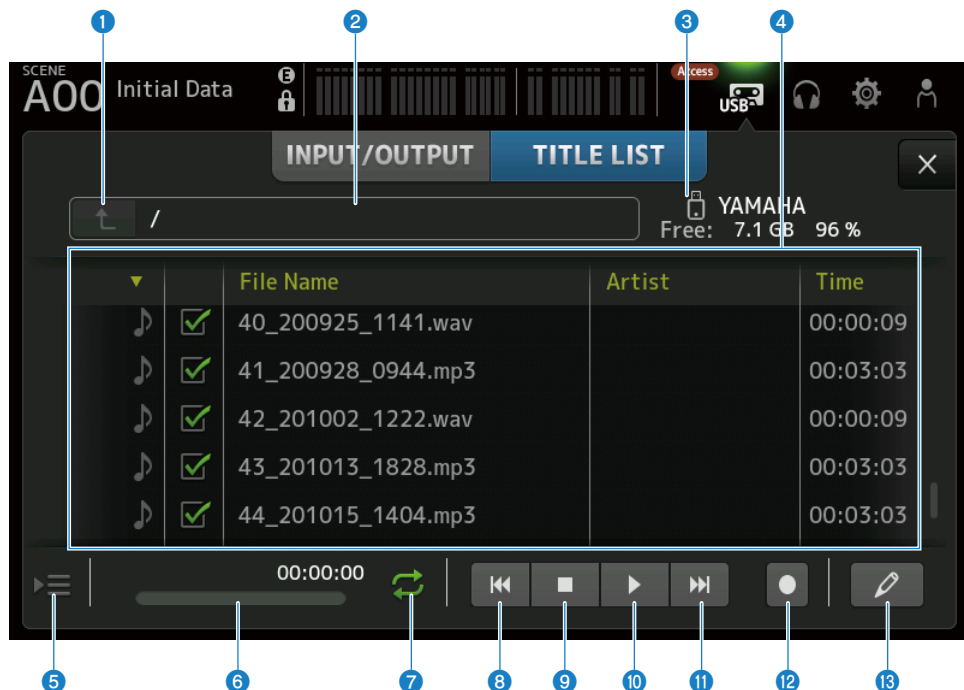 1 2 3 4
SCENE
A00 Initial Data E Access USB
INPUT/OUTPUT TITLE LIST
/ YAMAHA
Free: 7.1 GB 96 %
File Name Artist Time
40_200925_1141.wav 00:00:09
41_200928_0944.mp3 00:03:03
42_201002_1222.wav 00:00:09
43_201013_1828.mp3 00:03:03
44_201015_1404.mp3 00:03:03
00:00:00
5 6 7 8 9 10 11 12 13